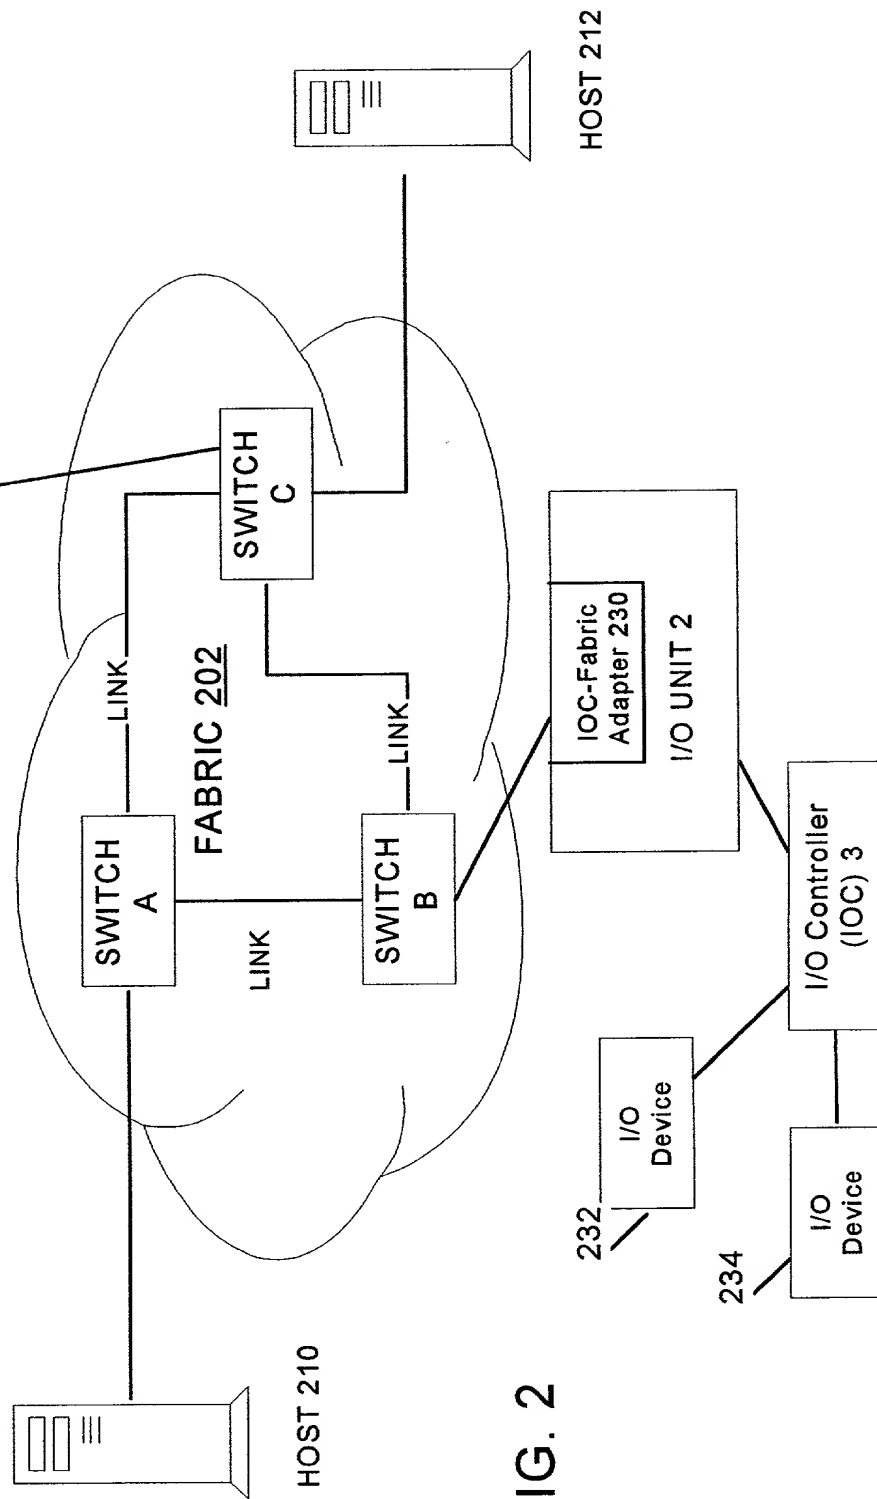 HOST 210
SWITCH
A
LINK
LINK
FABRIC 202
SWITCH
B
LINK
SWITCH
C
HOST 212
IOC-Fabric
Adapter 230
I/O UNIT 2
I/O Controller
(IOC) 3
232
I/O
Device
234
I/O
Device
IG. 2